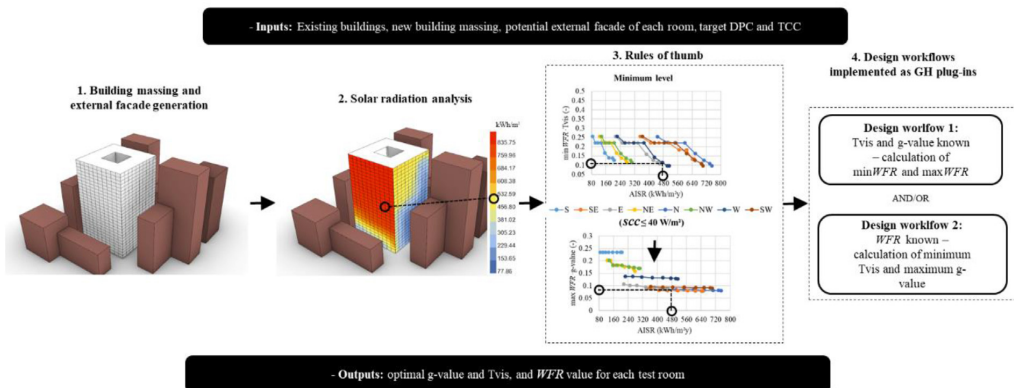 - Inputs: Existing buildings, new building massing, potential external facade of each room, target DPC and TCC
1. Building massing and
external facade generation
2. Solar radiation analysis
kWh/m²
835.75
759.98
684.17
608.39
532.59
456.80
381.02
305.23
229.44
153.65
77.86
3. Rules of thumb
Minimum level
minWFR·Tvis (-)
0.5
0.45
0.4
0.35
0.3
0.25
0.2
0.15
0.1
0.05
80 160 240 320 400 480 560 640 720 800
AISR (kWh/m²y)
S SE E NE N NW W SW
(SCC ≤ 40 W/m²)
max WFR·g-value (-)
0.3
0.25
0.2
0.15
0.1
0.05
0
80 160 240 320 400 480 560 640 720 800
AISR (kWh/m²y)
4. Design workflows
implemented as GH plug-ins
Design worlfow 1:
Tvis and g-value known
– calculation of
minWFR and maxWFR
AND/OR
Design worklfow 2:
WFR known –
calculation of minimum
Tvis and maximum g-
value
- Outputs: optimal g-value and Tvis, and WFR value for each test room